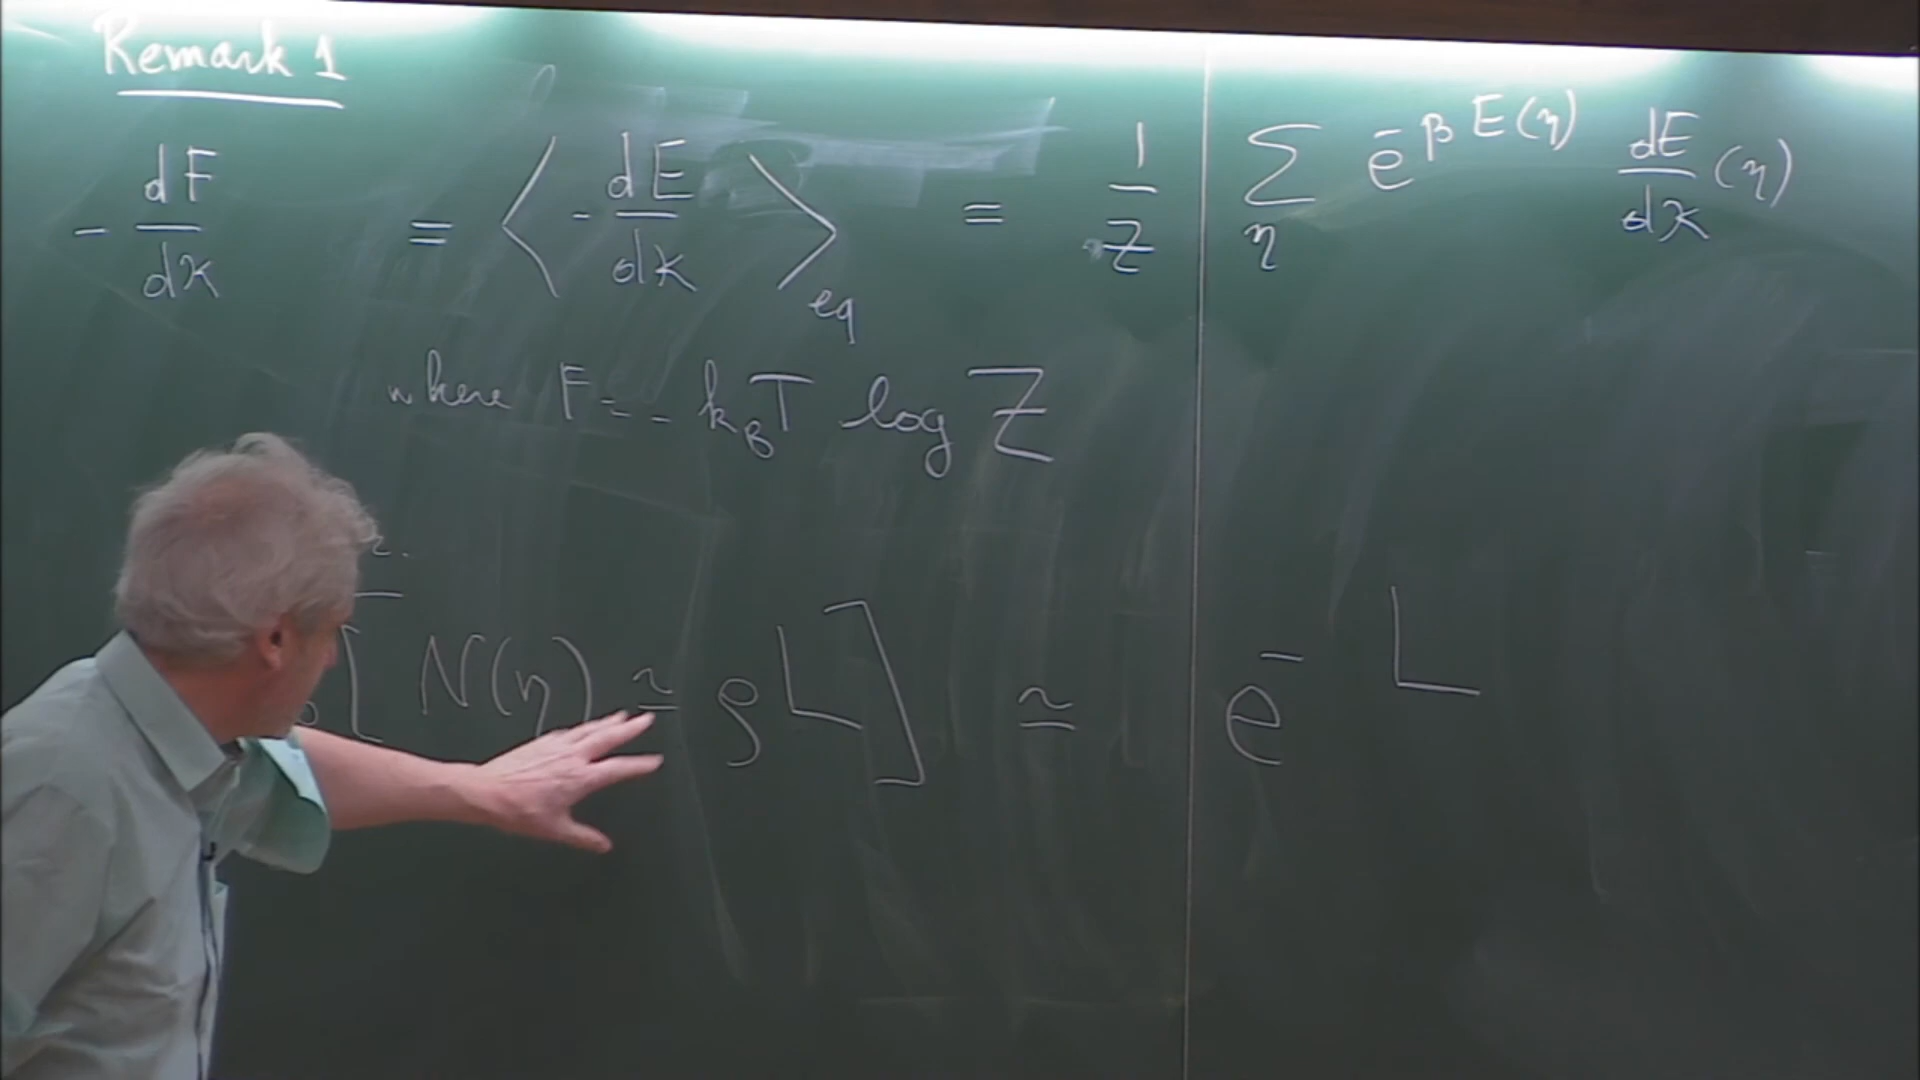 Remark 1
- dF/dx = ⟨ - dE/dx ⟩_eq = 1/Z Σ_η e^{-βE(η)} dE/dx (η)
where F = - k_B T log Z
2.
[ N(η) ≃ ρL ] ≃ e^{- L}